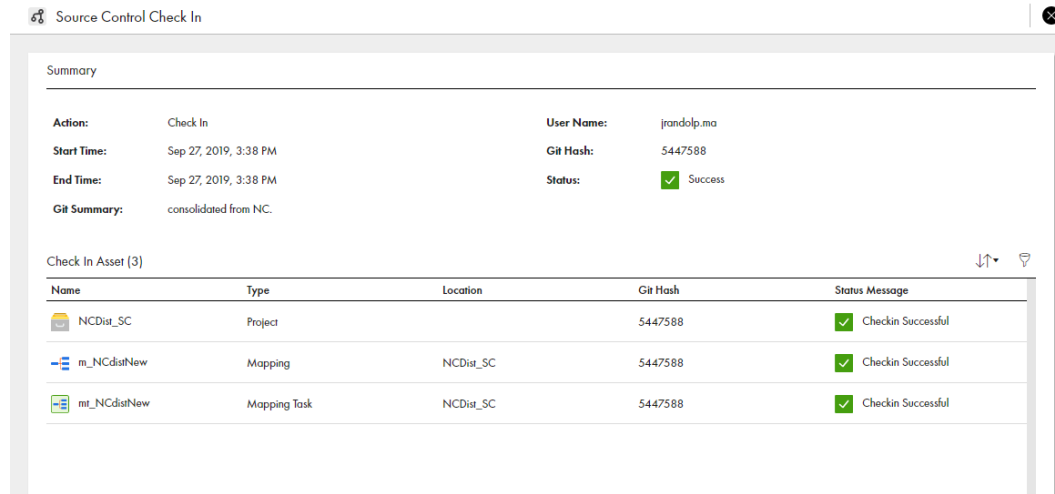 Source Control Check In
Summary
Action: Check In
User Name: jrandolp.ma
Start Time: Sep 27, 2019, 3:38 PM
Git Hash: 5447588
End Time: Sep 27, 2019, 3:38 PM
Status: Success
Git Summary: consolidated from NC.
Check In Asset (3)
Name Type Location Git Hash Status Message
NCDist_SC Project 5447588 Checkin Successful
m_NCdistNew Mapping NCDist_SC 5447588 Checkin Successful
mt_NCdistNew Mapping Task NCDist_SC 5447588 Checkin Successful